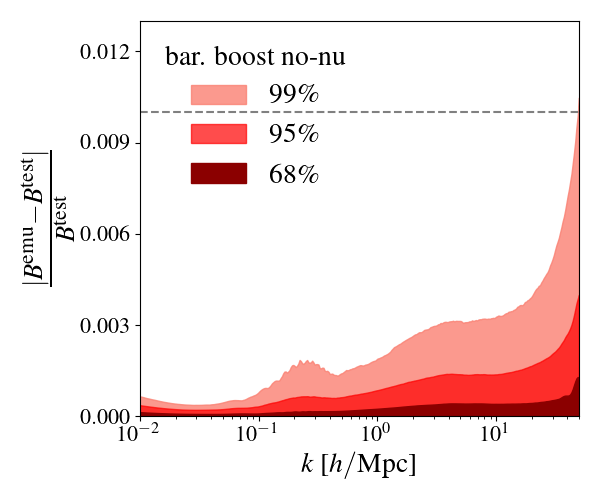 bar. boost no-nu
99%
95%
68%
0.012
0.009
0.006
0.003
0.000
|B^emu − B^test|
B^test
10^−2 10^−1 10^0 10^1
k [h/Mpc]